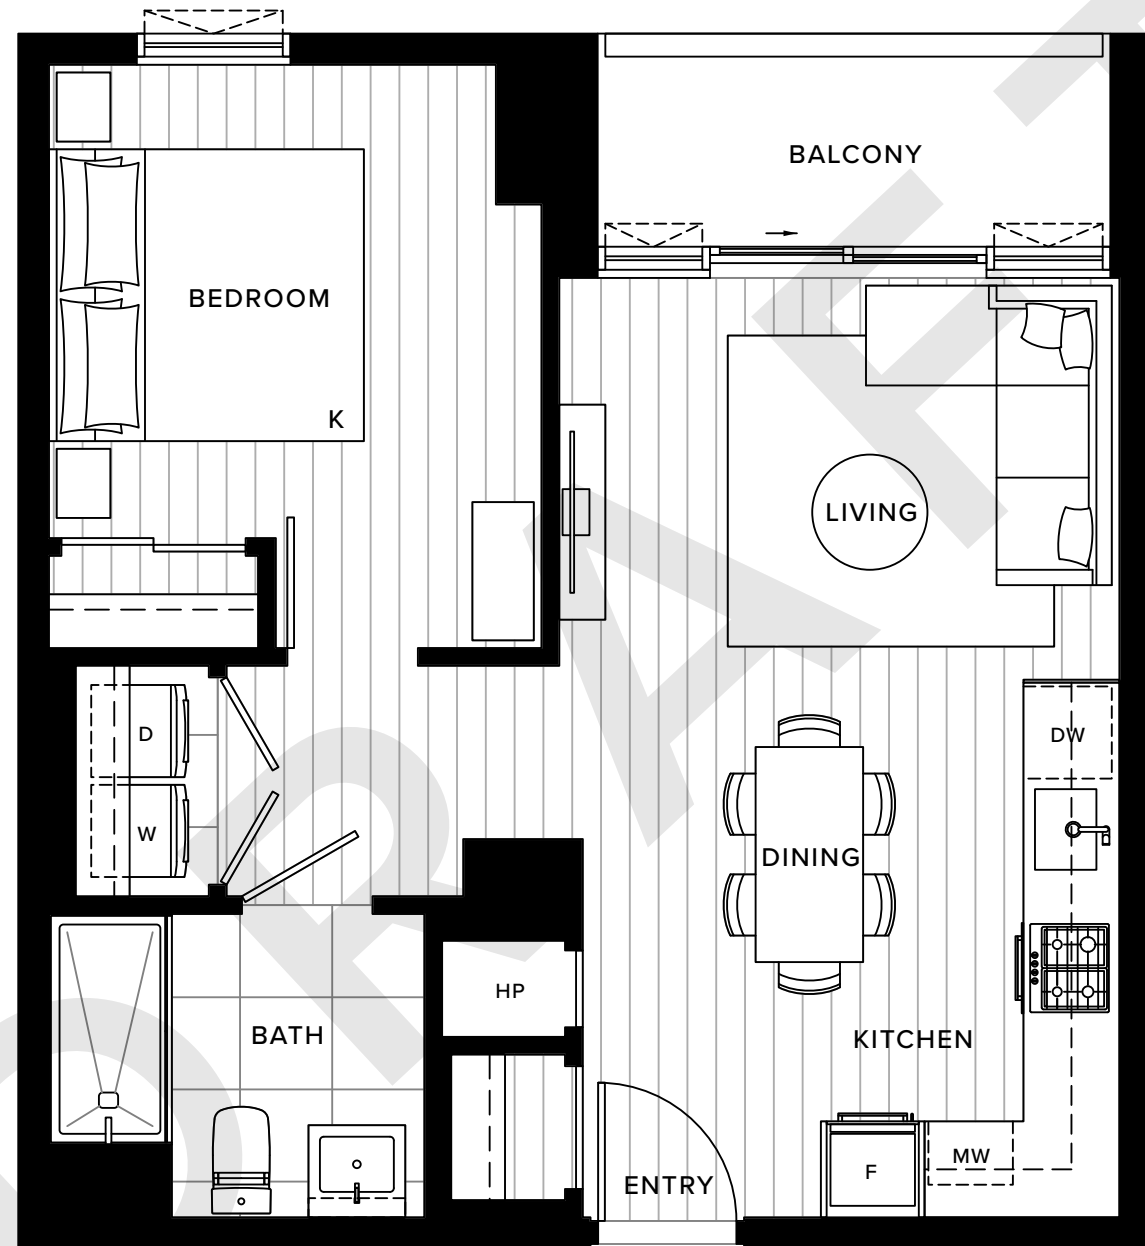 BALCONY
BEDROOM
K
LIVING
D
DW
W
DINING
HP
BATH
KITCHEN
MW
F
ENTRY
DRAFT